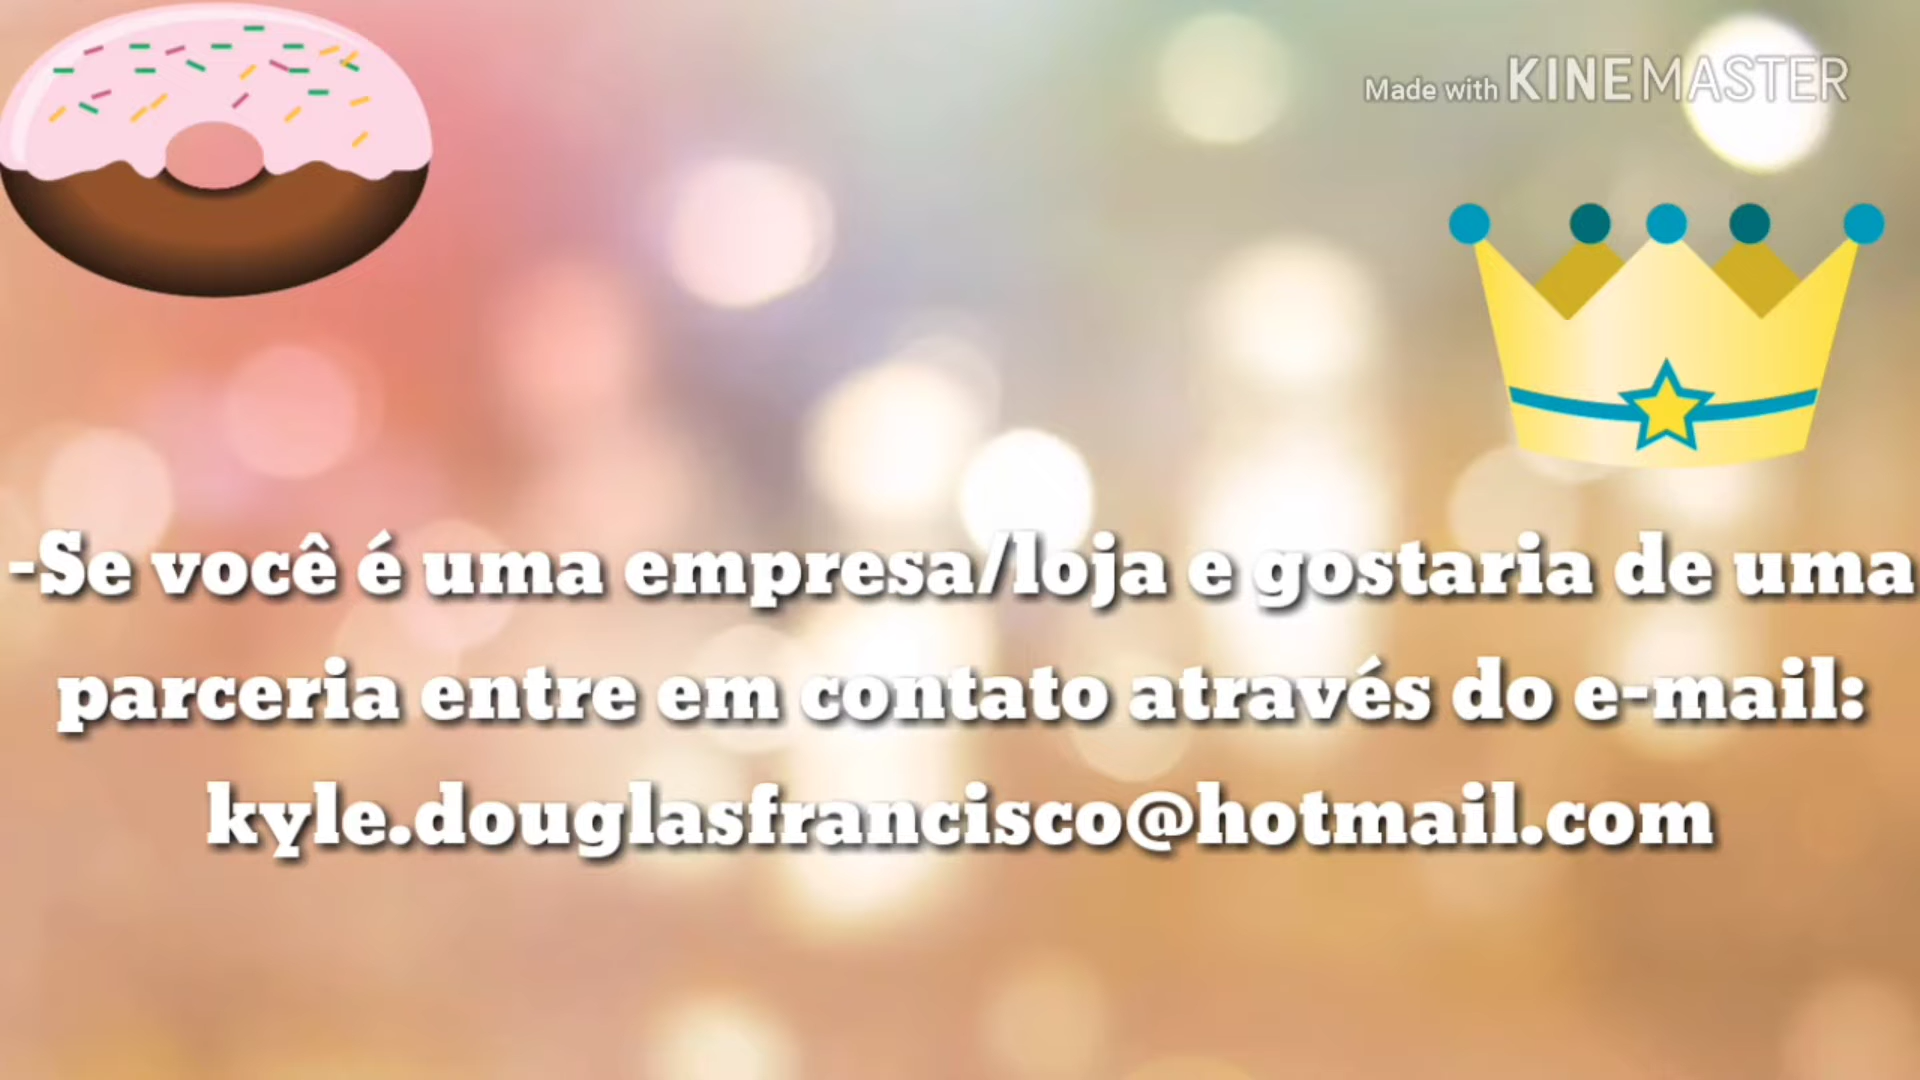 Made with KINEMASTER
-Se você é uma empresa/loja e gostaria de uma
parceria entre em contato através do e-mail:
kyle.douglasfrancisco@hotmail.com